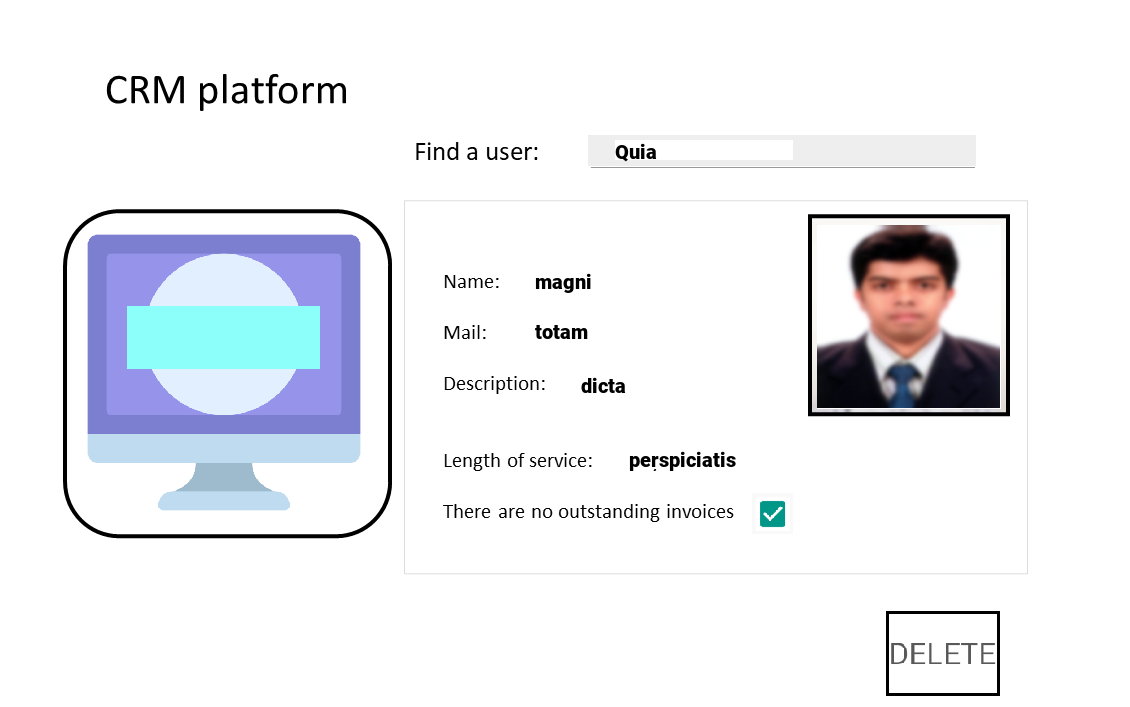 CRM platform
Find a user: Quia
Name: magni
Mail: totam
Description: dicta
Length of service: perspiciatis
There are no outstanding invoices
DELETE